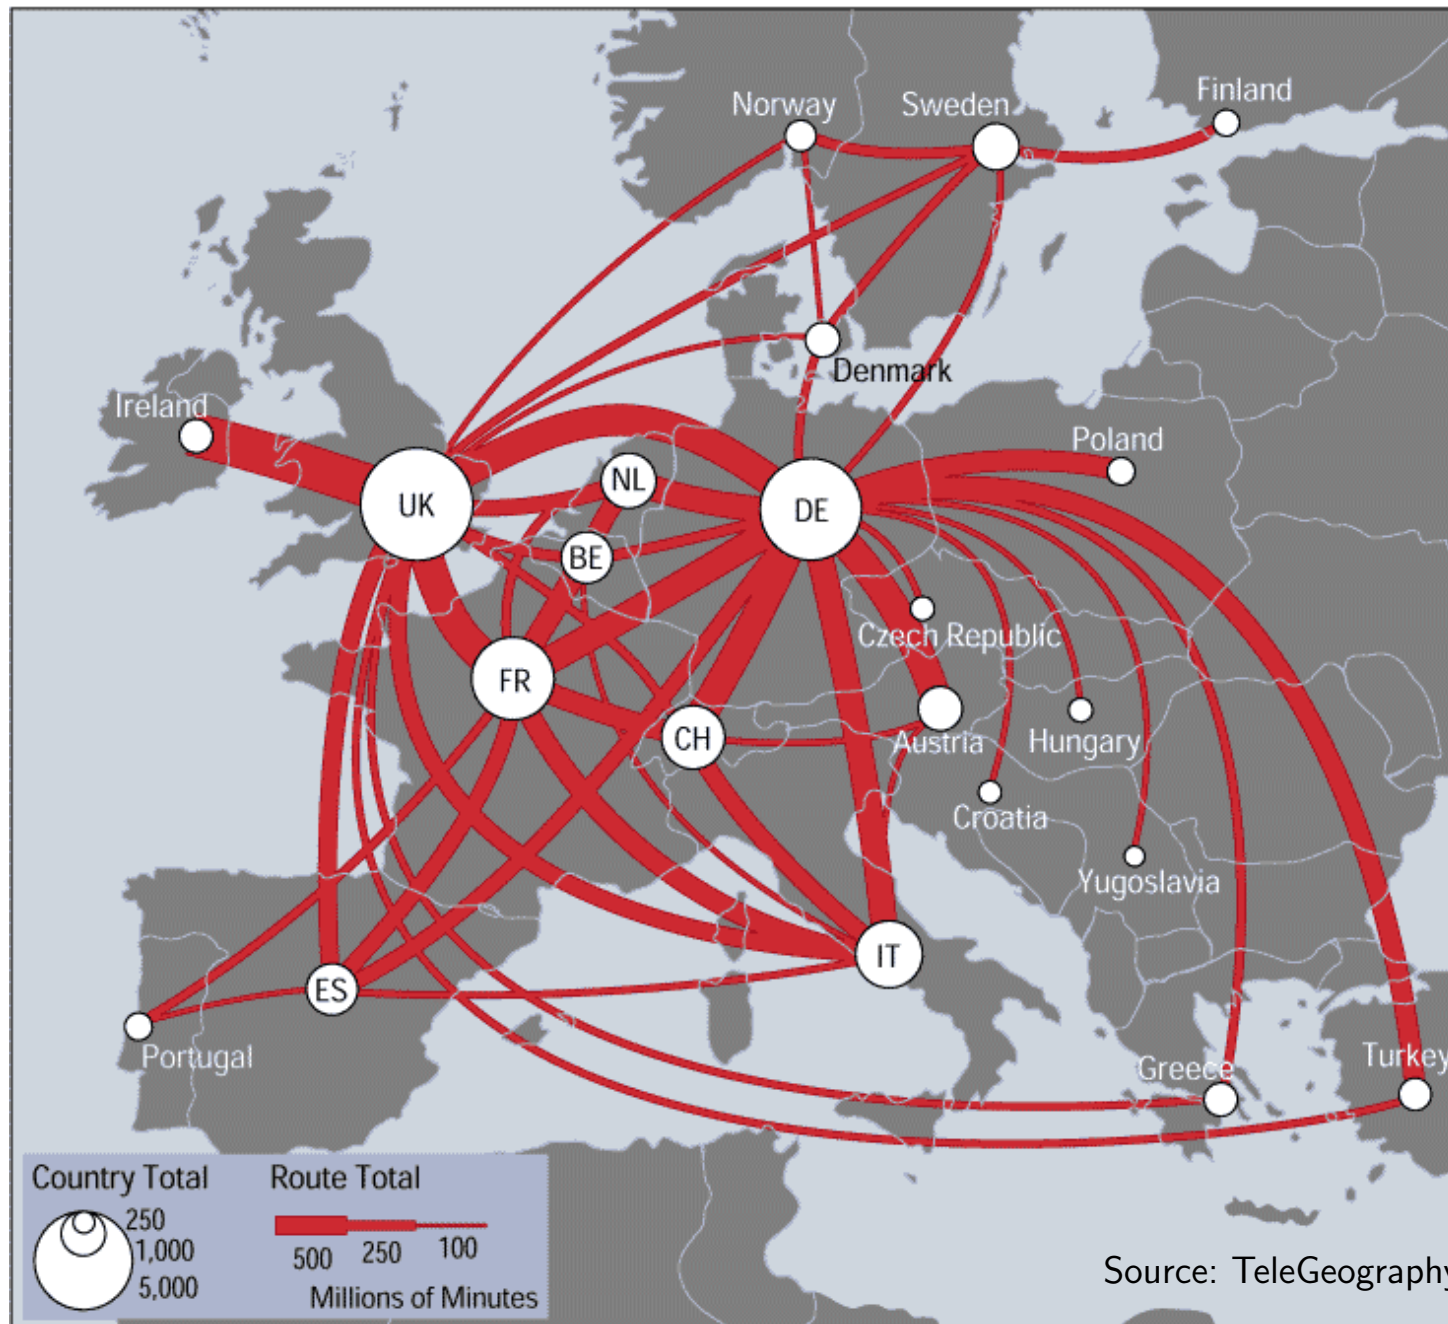 Norway
Sweden
Finland
Ireland
Denmark
Poland
UK
NL
DE
BE
Czech Republic
FR
CH
Austria
Hungary
Croatia
Yugoslavia
IT
ES
Portugal
Greece
Turkey
Country Total
250
1,000
5,000
Route Total
500 250 100
Millions of Minutes
Source: TeleGeography